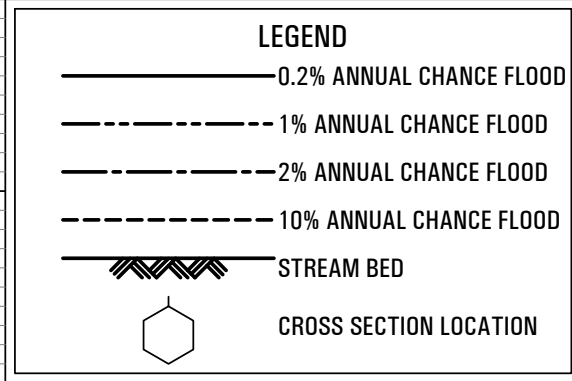 LEGEND
0.2% ANNUAL CHANCE FLOOD
1% ANNUAL CHANCE FLOOD
2% ANNUAL CHANCE FLOOD
10% ANNUAL CHANCE FLOOD
STREAM BED
CROSS SECTION LOCATION